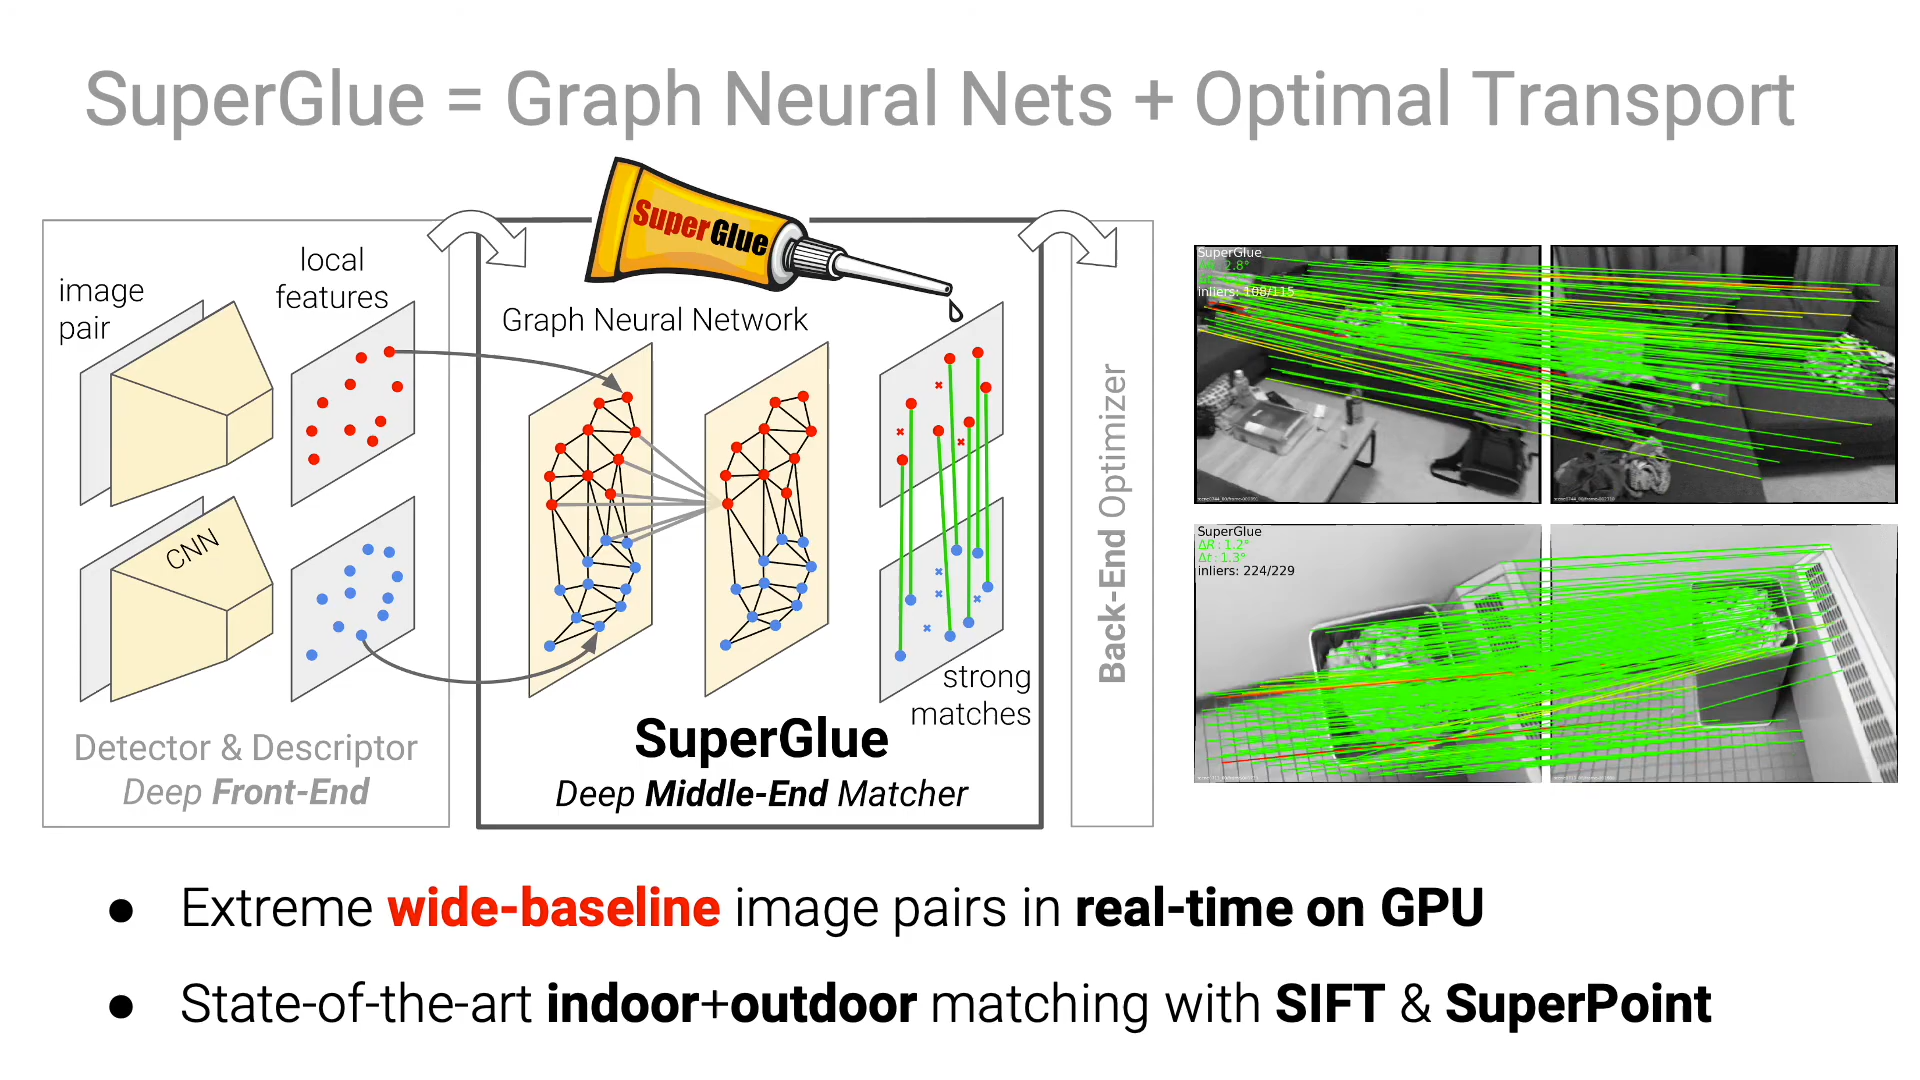 SuperGlue = Graph Neural Nets + Optimal Transport
image
pair
local
features
CNN
Detector & Descriptor
Deep Front-End
SuperGlue
Graph Neural Network
strong
matches
SuperGlue
Deep Middle-End Matcher
Back-End Optimizer
SuperGlue
2.8°
inliers: 108/115
SuperGlue
ΔR: 1.2°
Δt: 1.3°
inliers: 224/229
● Extreme wide-baseline image pairs in real-time on GPU
● State-of-the-art indoor+outdoor matching with SIFT & SuperPoint